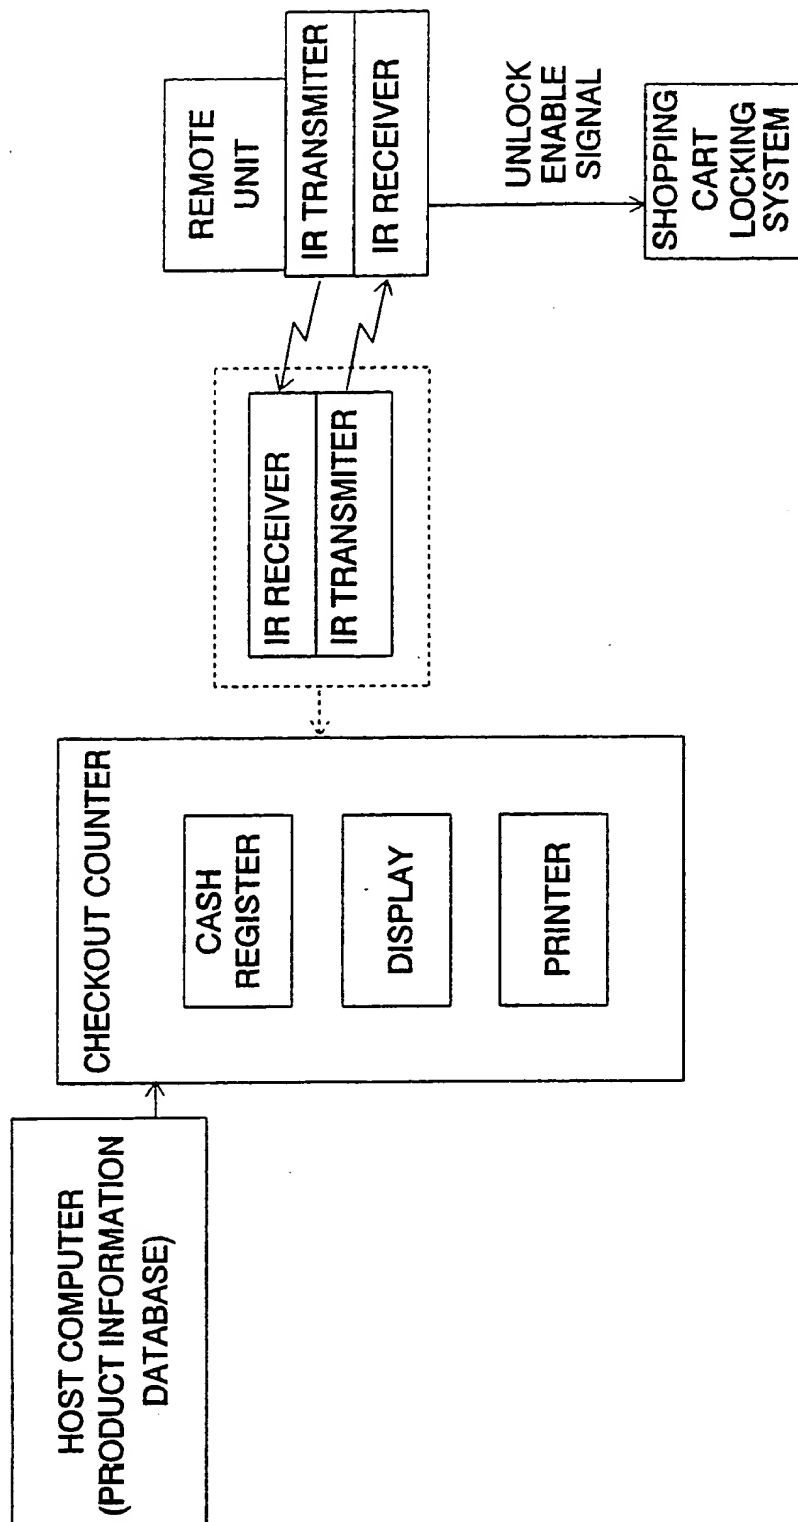 HOST COMPUTER
(PRODUCT INFORMATION
DATABASE)
CHECKOUT COUNTER
CASH
REGISTER
DISPLAY
PRINTER
IR RECEIVER
IR TRANSMITER
REMOTE
UNIT
IR TRANSMITER
IR RECEIVER
UNLOCK
ENABLE
SIGNAL
SHOPPING
CART
LOCKING
SYSTEM